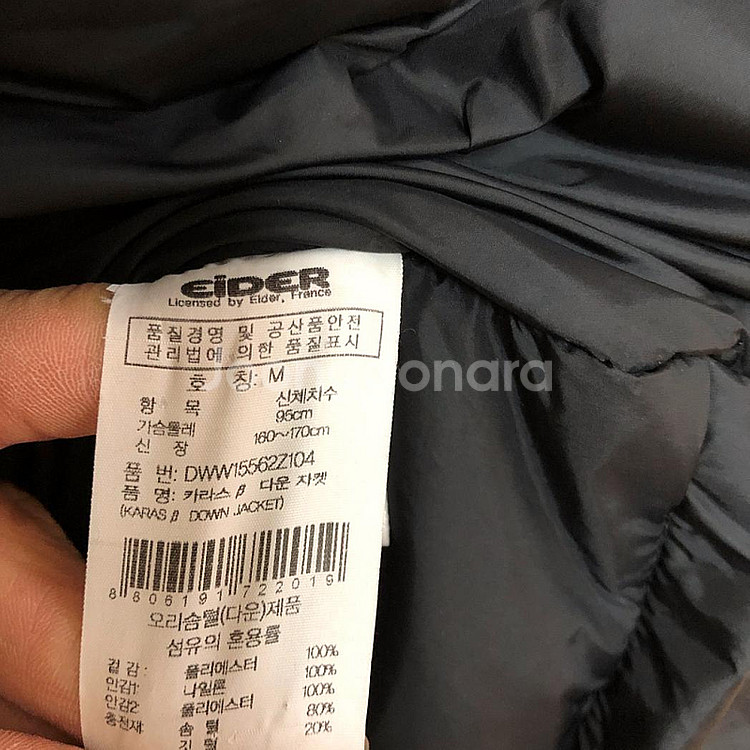 EiDER
Licensed by Eider, France
품질경영 및 공산품안전
관리법에 의한 품질표시
호 칭: M
항 목 신체치수
가슴둘레 95cm
신 장 160~170cm
품 번: DWW15562Z104
품 명: 카라스 β 다운 자켓
(KARAS β DOWN JACKET)
8 806191 722019
오리솜털(다운)제품
섬유의 혼용률
겉감: 폴리에스터 100%
안감1: 나일론 100%
안감2: 폴리에스터 100%
충전재: 솜 털 80%
깃털 20%
onara